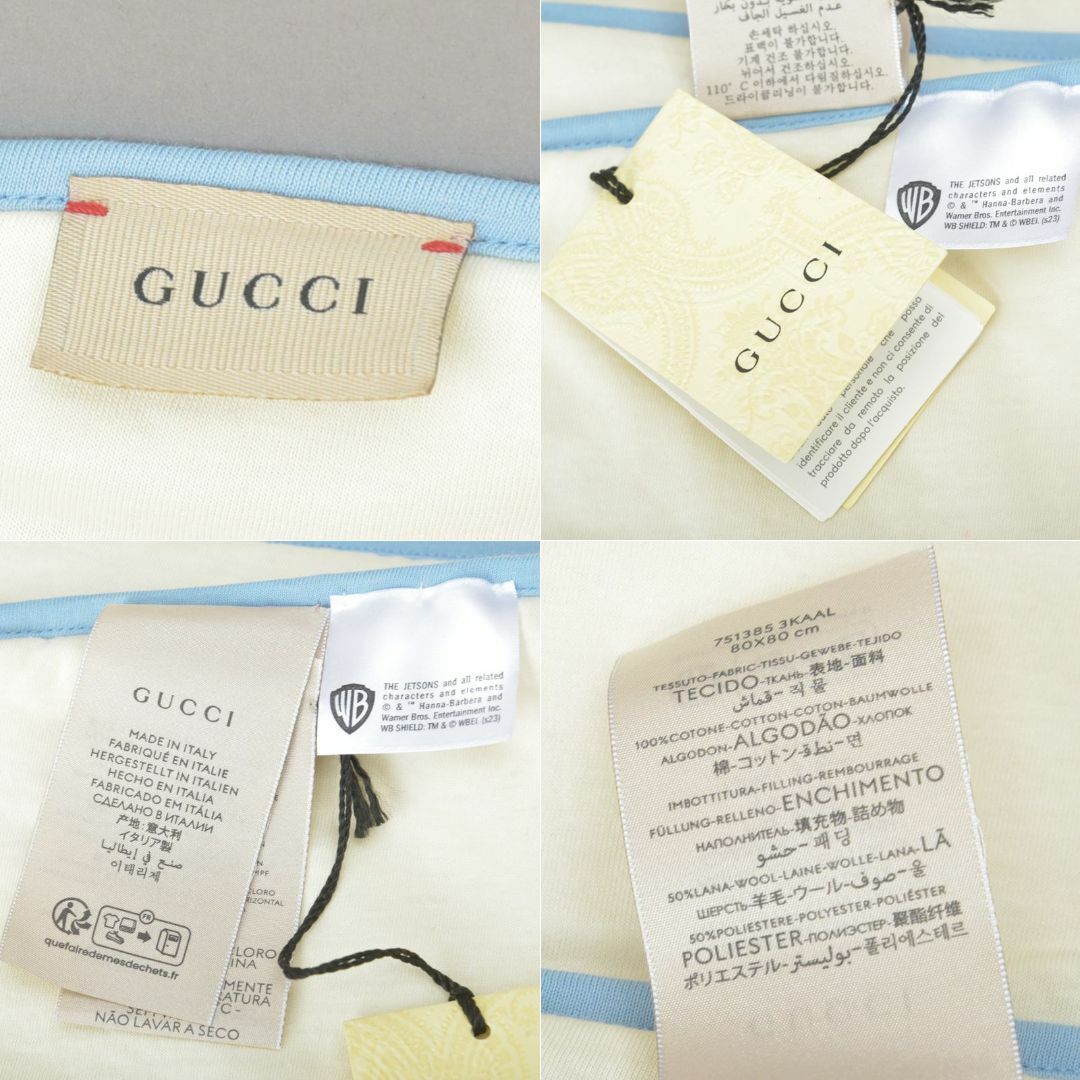 GUCCI
عدم الغسيل الجاف
손세탁 하십시오.
표백이 불가합니다.
기계 건조 불가합니다.
뉘어서 건조하십시오.
110° C 이하에서 다림질하십시오.
드라이클리닝이 불가합니다.
GUCCI
che posso
identificare il cliente e non ci consente di
tracciare da remoto la posizione del
prodotto dopo l'acquisto.
WB
THE JETSONS and all related
characters and elements
© & ™ Hanna-Barbera and
Warner Bros. Entertainment Inc.
WB SHIELD: TM & © WBEI. (s23)
GUCCI
MADE IN ITALY
FABRIQUÉ EN ITALIE
HERGESTELLT IN ITALIEN
HECHO EN ITALIA
FABRICADO EM ITÁLIA
СДЕЛАНО В ИТАЛИИ
产地:意大利
イタリア製
صنع في إيطاليا
이태리제
FR
quefairedemesdechets.fr
NÃO LAVAR A SECO
WB
THE JETSONS and all related
characters and elements
© & ™ Hanna-Barbera and
Warner Bros. Entertainment Inc.
WB SHIELD: TM & © WBEI. (s23)
751385 3KAAL
80X80 cm
TESSUTO-FABRIC-TISSU-GEWEBE-TEJIDO
TECIDO-ТКАНЬ-表地-面料
قماش-직물
100%COTONE-COTTON-COTON-BAUMWOLLE
ALGODON-ALGODÃO-ХЛОПОК
棉-コットン-نطقة-면
IMBOTTITURA-FILLING-REMBOURRAGE
FÜLLUNG-RELLENO-ENCHIMENTO
НАПОЛНИТЕЛЬ-填充物-詰め物
حشو-패딩
50%LANA-WOOL-LAINE-WOLLE-LANA-LÃ
ШЕРСТЬ-羊毛-ウール-صوف-울
50%POLIESTERE-POLYESTER-POLIÉSTER
POLIESTER-ПОЛИЭСТЕР-聚酯纤维
ポリエステル-بوليستر-폴리에스테르